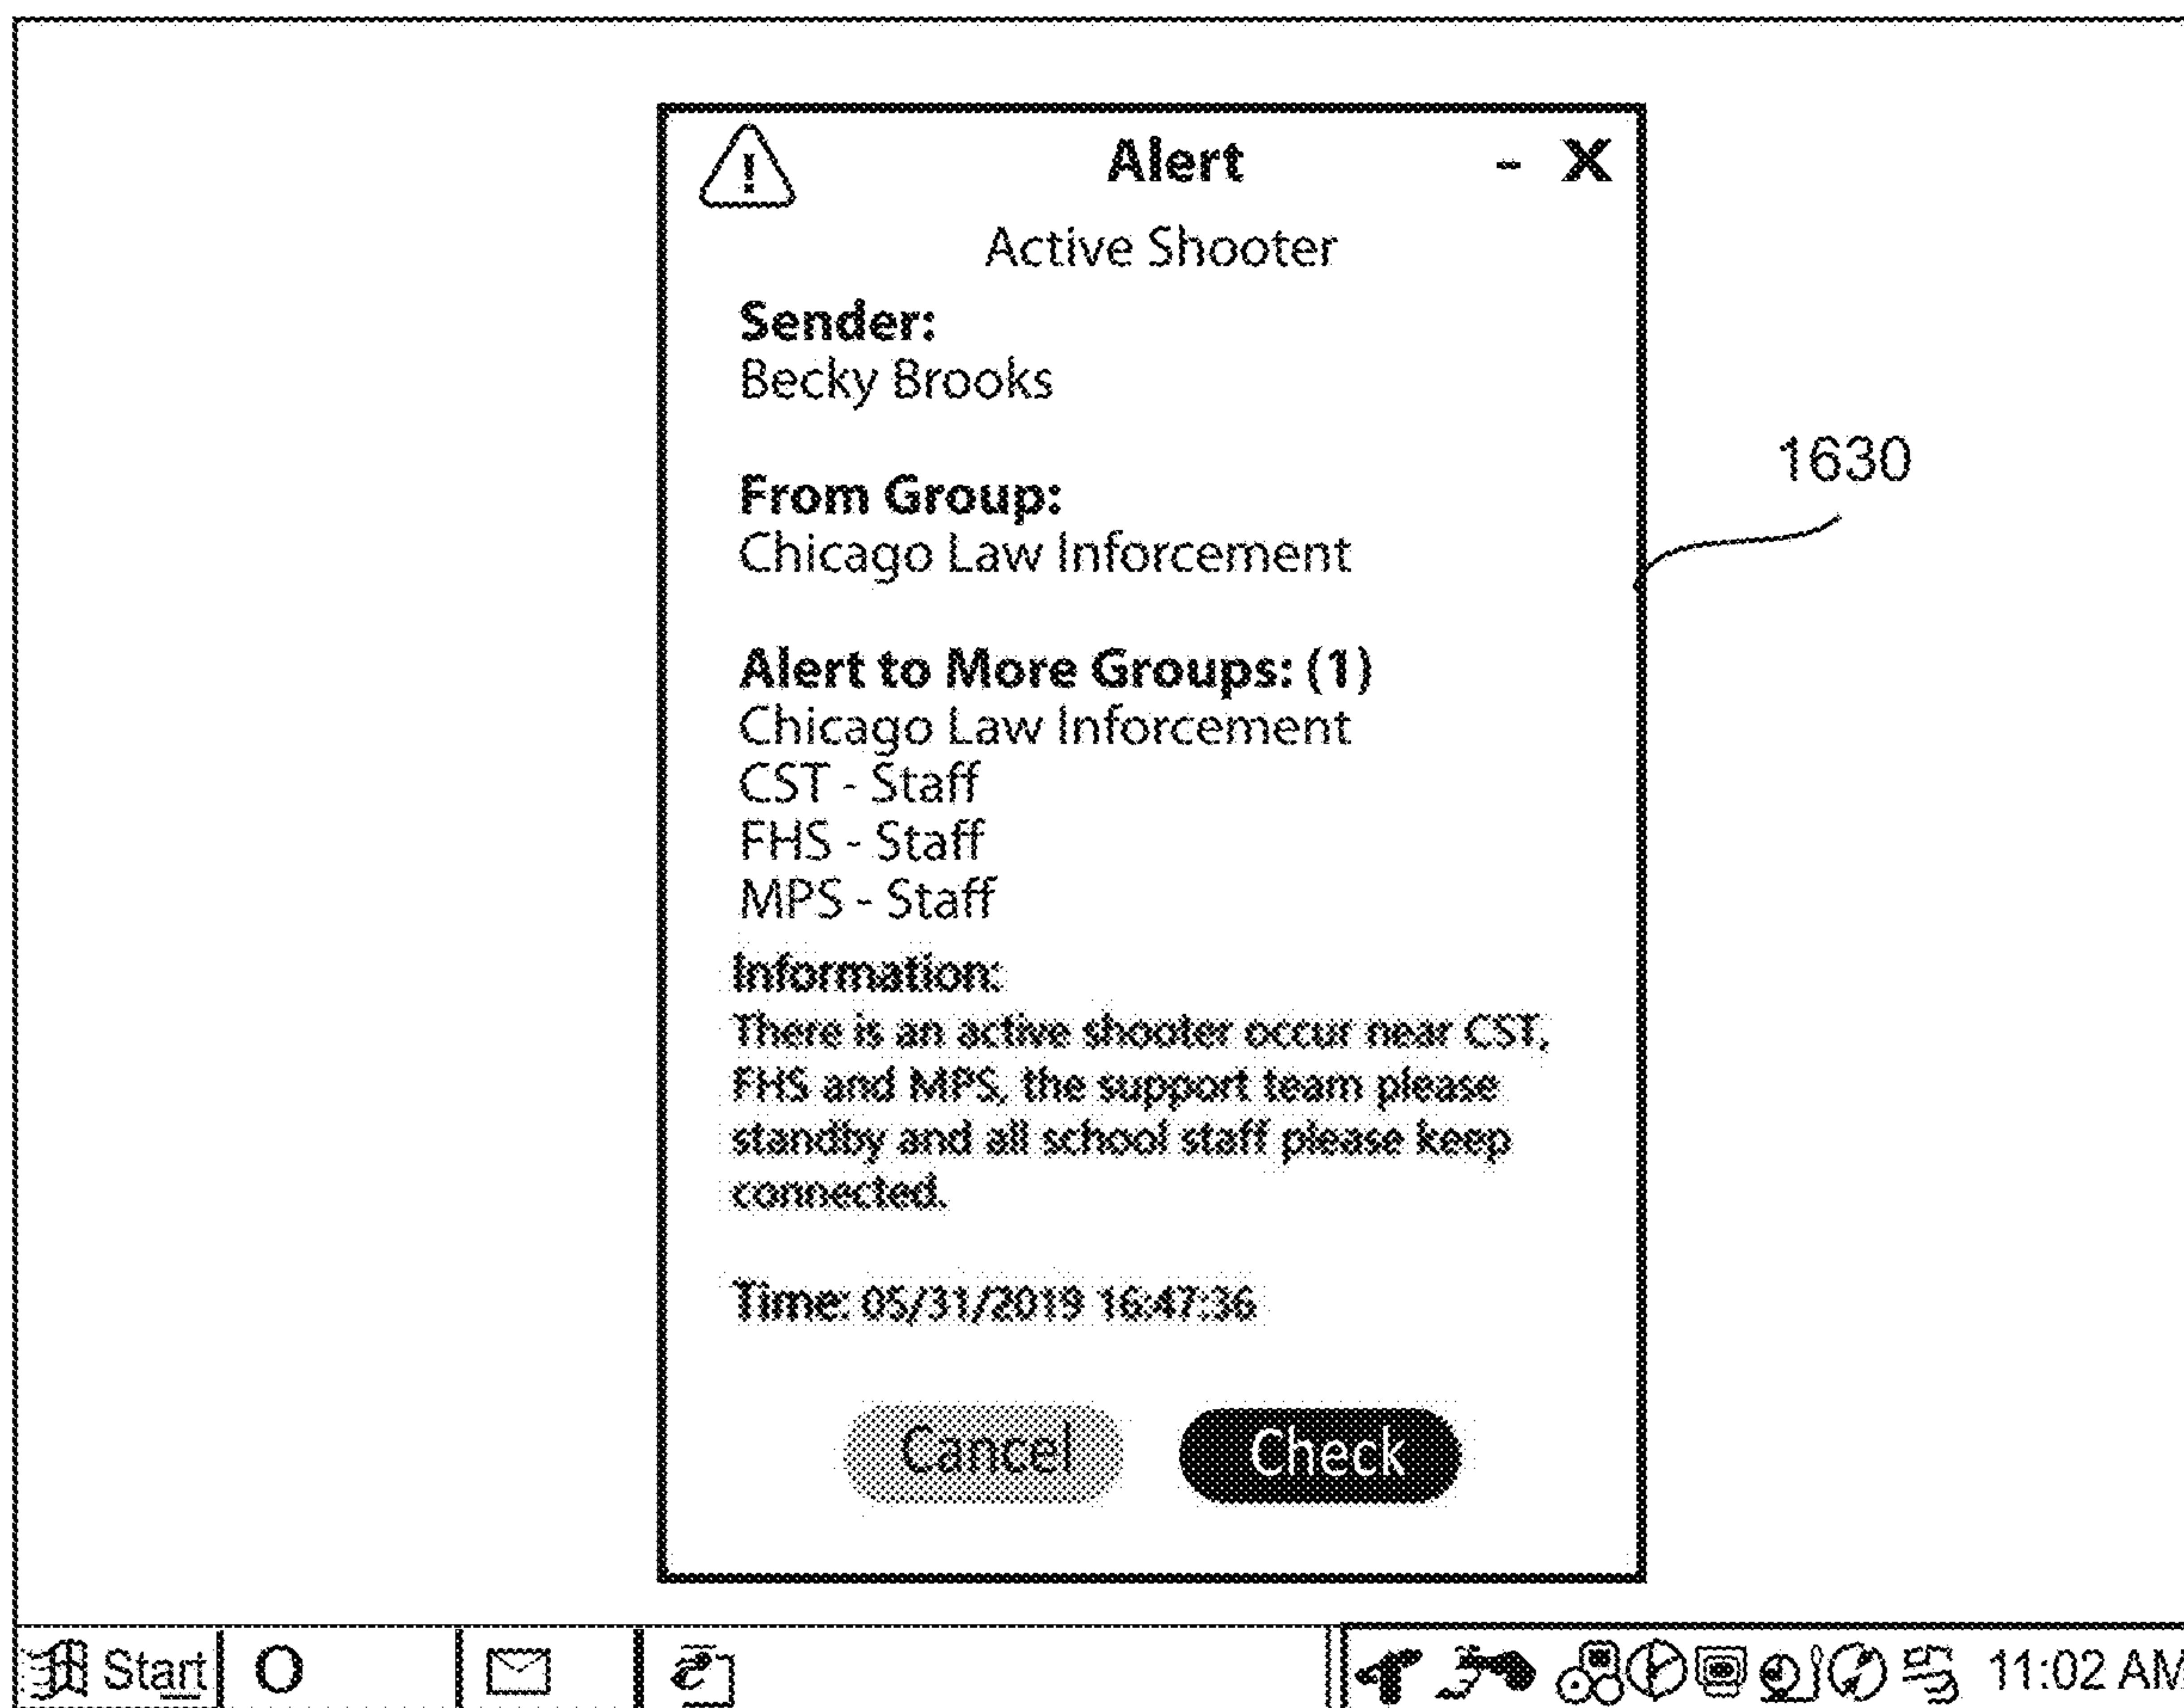 Alert
- X
Active Shooter
Sender:
Becky Brooks
1630
From Group:
Chicago Law Inforcement
Alert to More Groups: (1)
Chicago Law Inforcement
CST - Staff
FHS - Staff
MPS - Staff
Information:
There is an active shooter occur near CST,
FHS and MPS, the support team please
standby and all school staff please keep
connected.
Time: 05/31/2019 16:47:36
Cancel Check
Start 11:02 AM